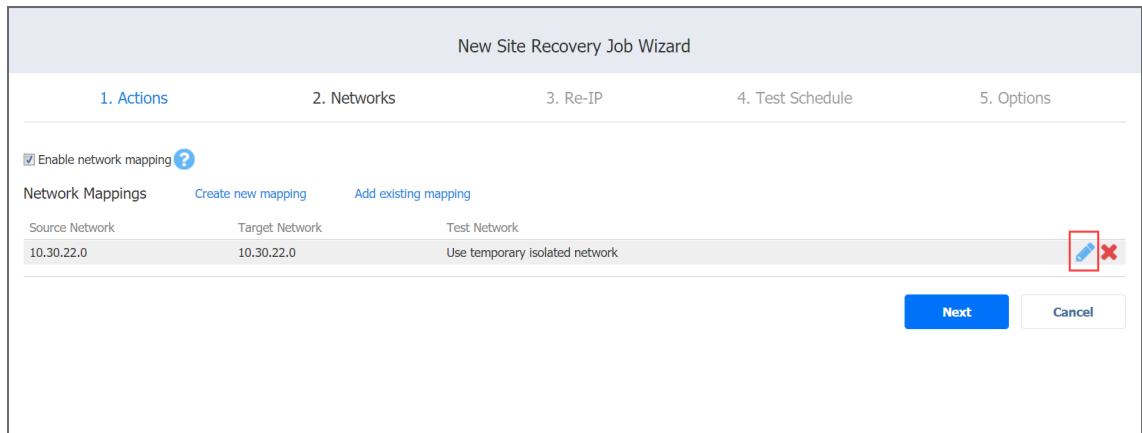 New Site Recovery Job Wizard
1. Actions 2. Networks 3. Re-IP 4. Test Schedule 5. Options
Enable network mapping ?
Network Mappings Create new mapping Add existing mapping
Source Network Target Network Test Network
10.30.22.0 10.30.22.0 Use temporary isolated network
Next Cancel